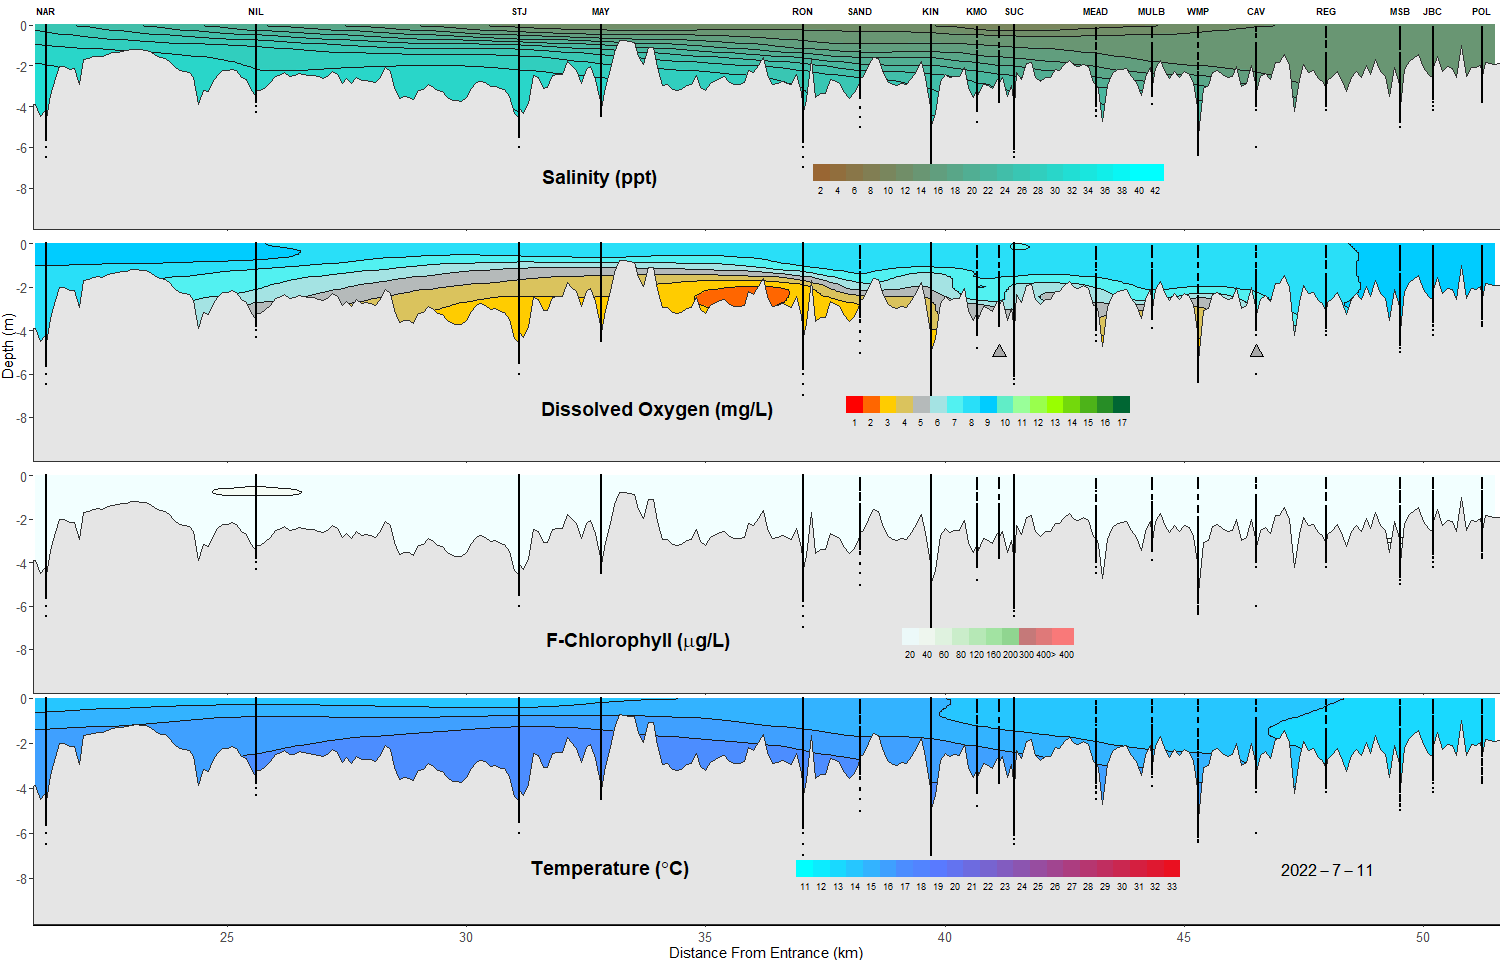 NAR NIL STJ MAY RON SAND KIN KMO SUC MEAD MULB WMP CAV REG MSB JBC POL
0
-2
-4
-6
-8
Salinity (ppt)
2 4 6 8 10 12 14 16 18 20 22 24 26 28 30 32 34 36 38 40 42
0
-2
-4
-6
-8
Dissolved Oxygen (mg/L)
1 2 3 4 5 6 7 8 9 10 11 12 13 14 15 16 17
Depth (m)
0
-2
-4
-6
-8
F-Chlorophyll (μg/L)
20 40 60 80 120 160 200 300 400> 400
0
-2
-4
-6
-8
Temperature (°C)
11 12 13 14 15 16 17 18 19 20 21 22 23 24 25 26 27 28 29 30 31 32 33
2022 – 7 – 11
25 30 35 40 45 50
Distance From Entrance (km)